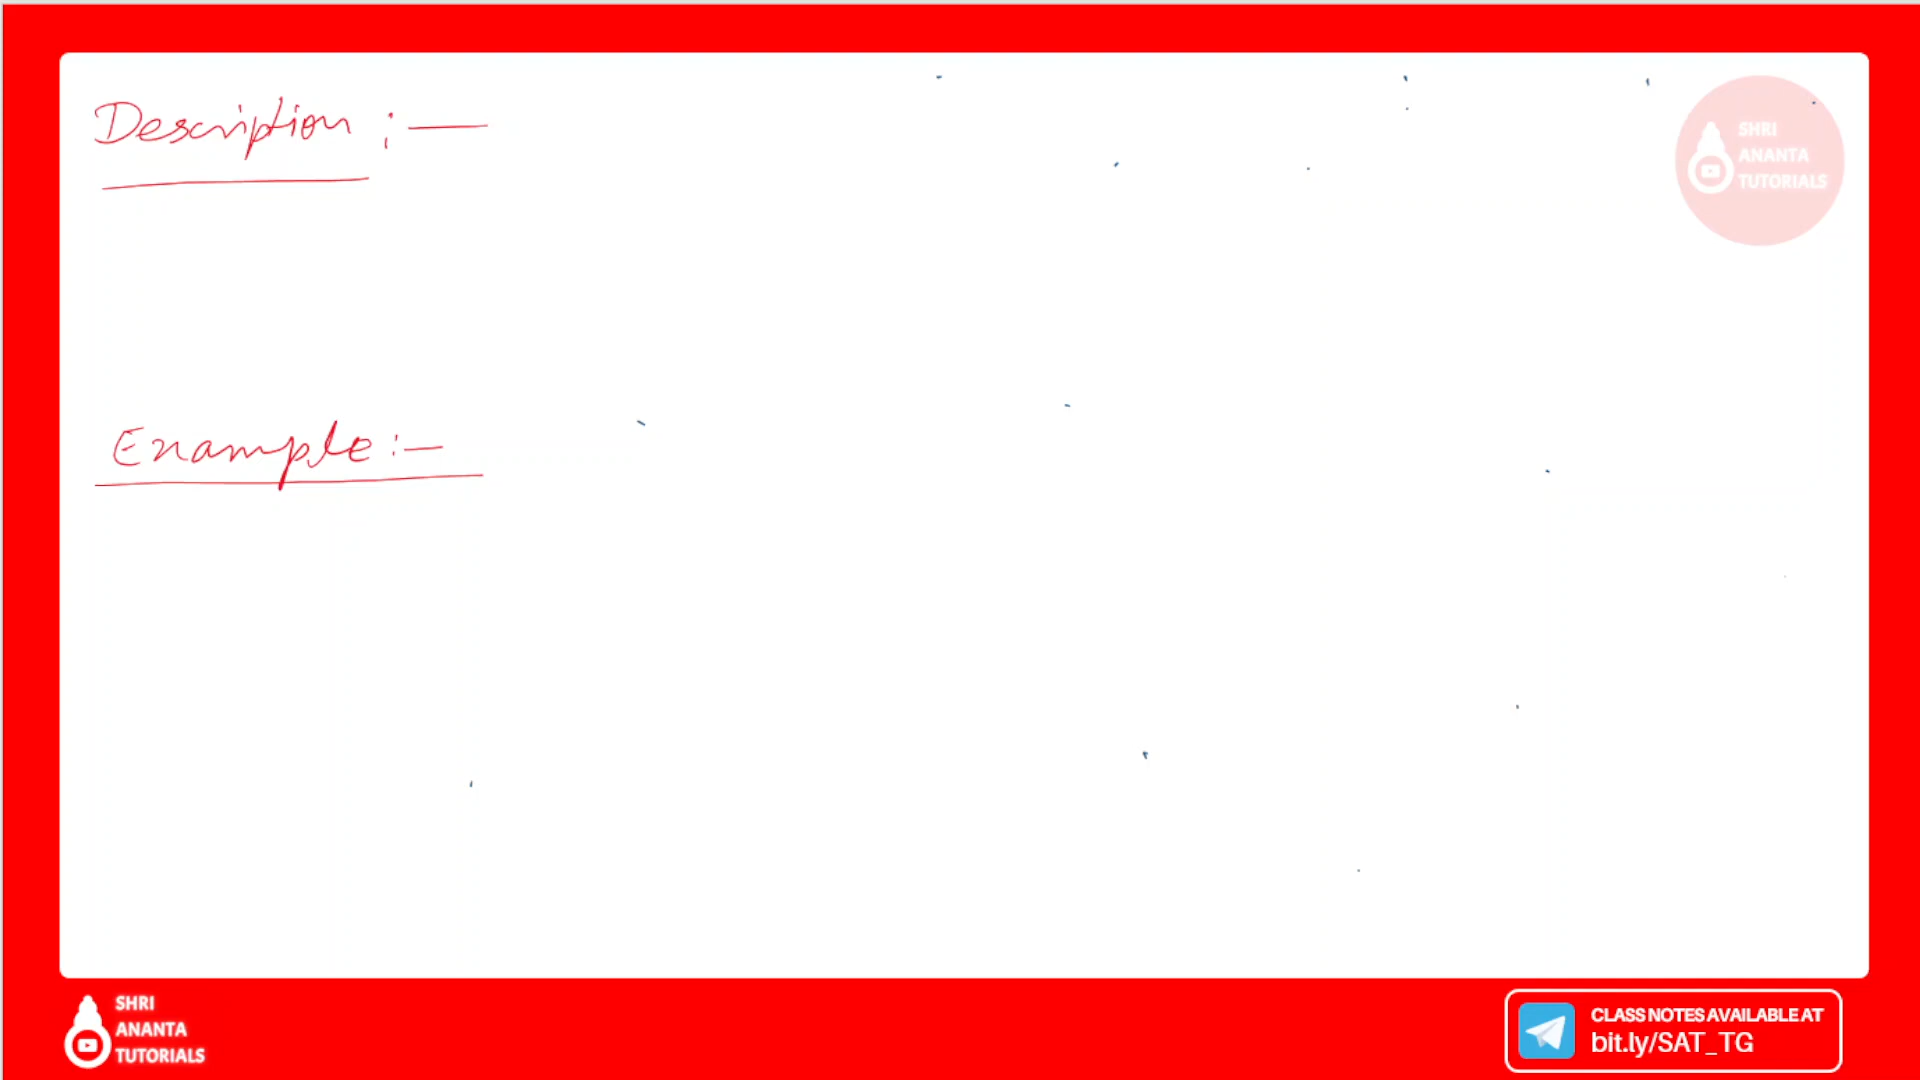 Description :—
SHRI
ANANTA
TUTORIALS
Example :—
SHRI
ANANTA
TUTORIALS
CLASS NOTES AVAILABLE AT
bit.ly/SAT_TG